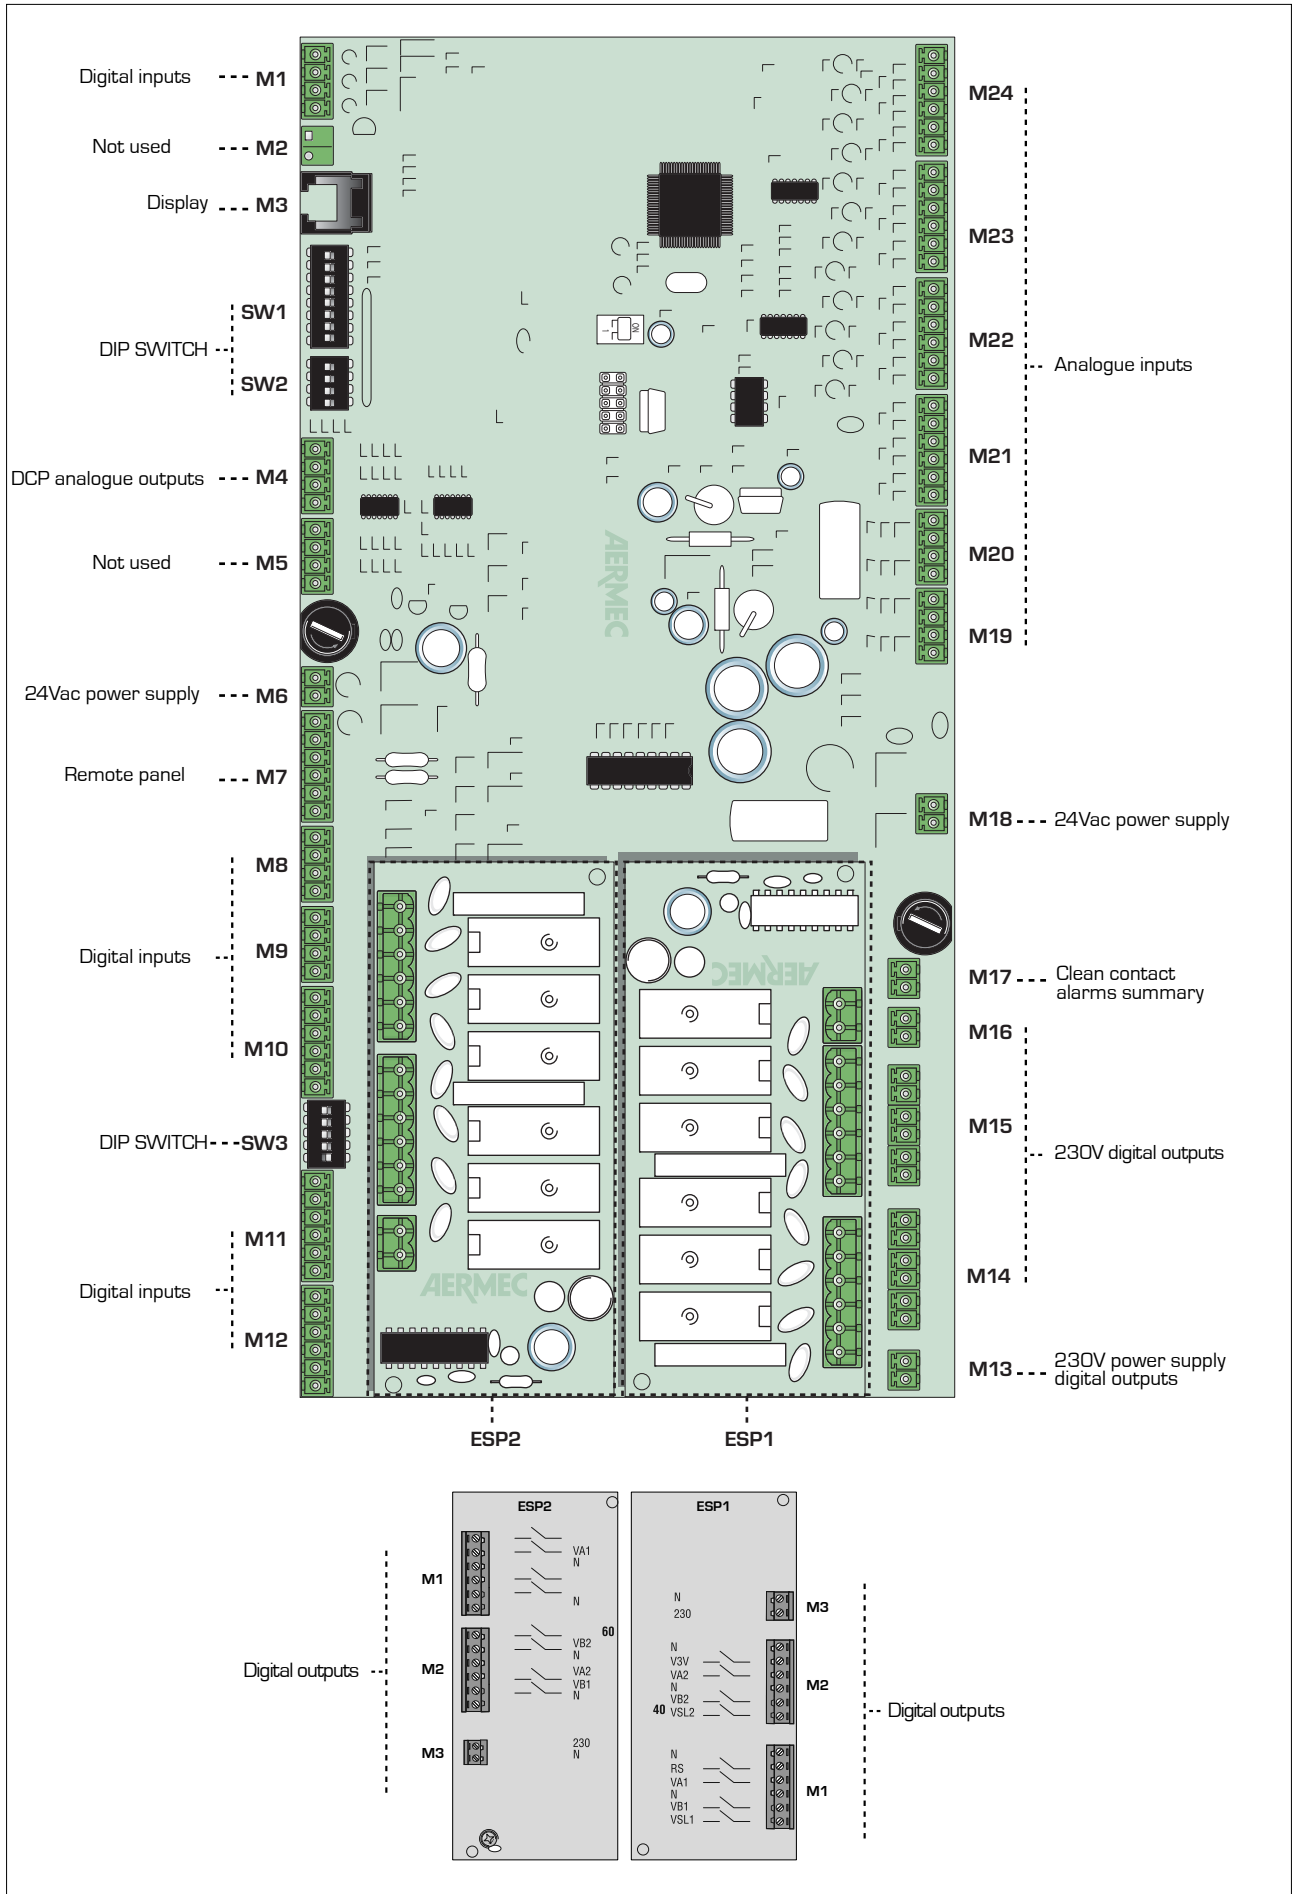 Digital inputs
M1
Not used
M2
Display
M3
SW1
DIP SWITCH
SW2
DCP analogue outputs
M4
Not used
M5
24Vac power supply
M6
Remote panel
M7
M8
Digital inputs
M9
M10
DIP SWITCH
SW3
M11
Digital inputs
M12
ON
1
AERMEC
AERMEC
AERMEC
M24
M23
M22
Analogue inputs
M21
M20
M19
M18
24Vac power supply
M17
Clean contact
alarms summary
M16
M15
230V digital outputs
M14
M13
230V power supply
digital outputs
ESP2
ESP1
ESP2
VA1
N
M1
N
60
VB2
N
Digital outputs
M2
VA2
VB1
N
M3
230
N
ESP1
N
230
M3
N
V3V
VA2
N
VB2
40 VSL2
M2
Digital outputs
N
RS
VA1
N
VB1
VSL1
M1